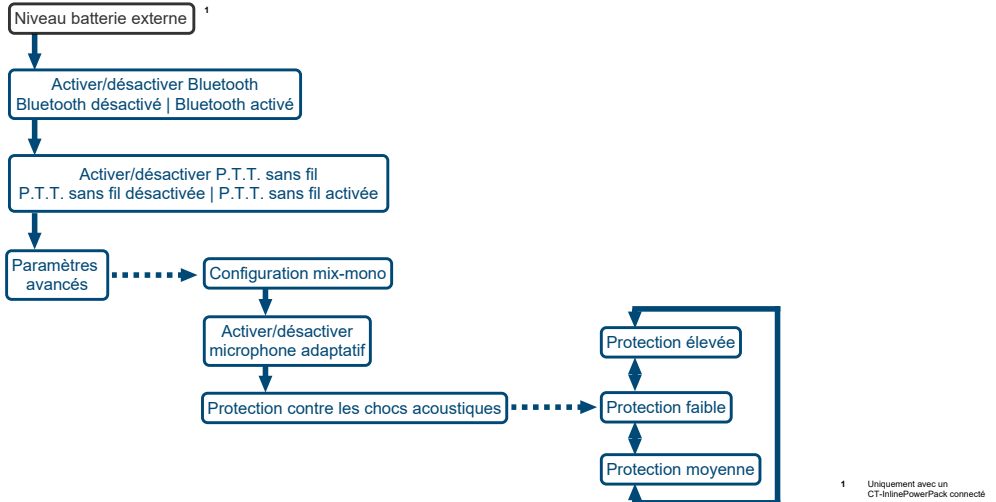 Niveau batterie externe 1
Activer/désactiver Bluetooth
Bluetooth désactivé | Bluetooth activé
Activer/désactiver P.T.T. sans fil
P.T.T. sans fil désactivée | P.T.T. sans fil activée
Paramètres
avancés
Configuration mix-mono
Activer/désactiver
microphone adaptatif
Protection contre les chocs acoustiques
Protection élevée
Protection faible
Protection moyenne
1 Uniquement avec un
CT-InlinePowerPack connecté